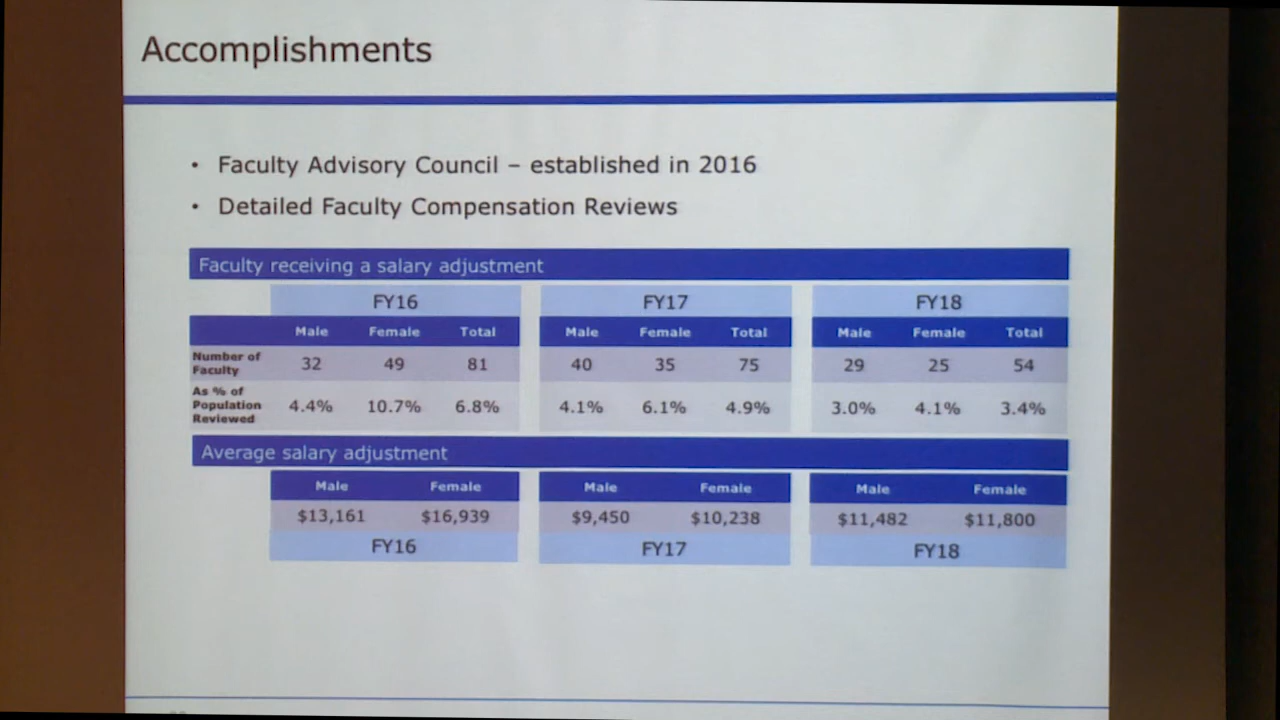 Accomplishments
• Faculty Advisory Council – established in 2016
• Detailed Faculty Compensation Reviews
Faculty receiving a salary adjustment
FY16 FY17 FY18
Male Female Total Male Female Total Male Female Total
Number of Faculty 32 49 81 40 35 75 29 25 54
As % of Population Reviewed 4.4% 10.7% 6.8% 4.1% 6.1% 4.9% 3.0% 4.1% 3.4%
Average salary adjustment
Male Female Male Female Male Female
$13,161 $16,939 $9,450 $10,238 $11,482 $11,800
FY16 FY17 FY18